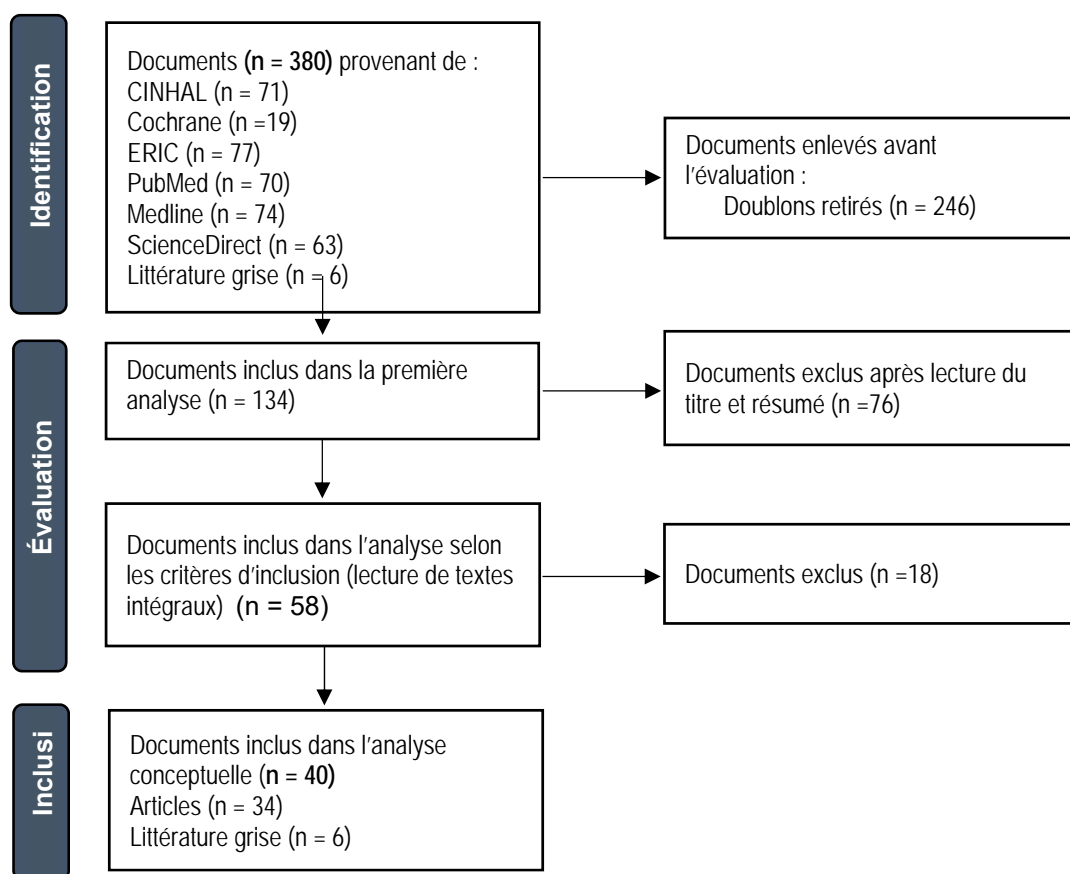 Identification
Documents (n = 380) provenant de :
CINHAL (n = 71)
Cochrane (n =19)
ERIC (n = 77)
PubMed (n = 70)
Medline (n = 74)
ScienceDirect (n = 63)
Littérature grise (n = 6)
Documents enlevés avant
l'évaluation :
Doublons retirés (n = 246)
Évaluation
Documents inclus dans la première
analyse (n = 134)
Documents exclus après lecture du
titre et résumé (n =76)
Documents inclus dans l'analyse selon
les critères d'inclusion (lecture de textes
intégraux) (n = 58)
Documents exclus (n =18)
Inclusi
Documents inclus dans l'analyse
conceptuelle (n = 40)
Articles (n = 34)
Littérature grise (n = 6)